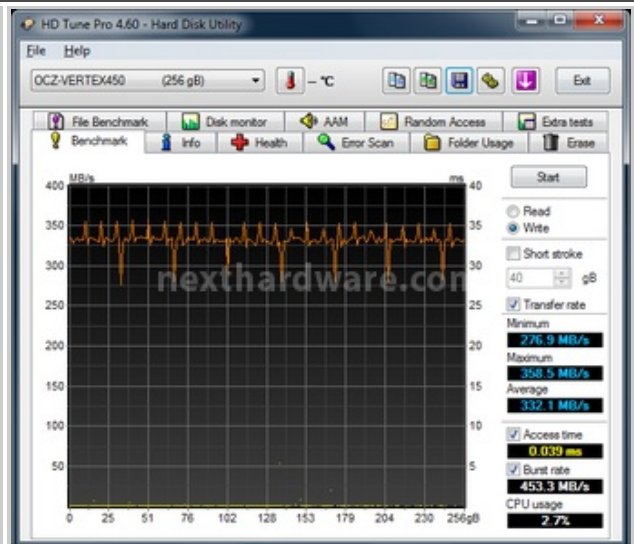 HD Tune Pro 4.60 - Hard Disk Utility
File Help
OCZ-VERTEX450 (256 gB) – °C Exit
File Benchmark Disk monitor AAM Random Access Extra tests
Benchmark Info Health Error Scan Folder Usage Erase
MB/s ms
400 40
350 35
300 30
250 25
200 20
150 15
100 10
50 5
0 25 51 76 102 128 153 179 204 230 256gB
nexthardware.com
Start
Read
Write
Short stroke
40 gB
Transfer rate
Minimum
276.9 MB/s
Maximum
358.5 MB/s
Average
332.1 MB/s
Access time
0.039 ms
Burst rate
453.3 MB/s
CPU usage
2.7%